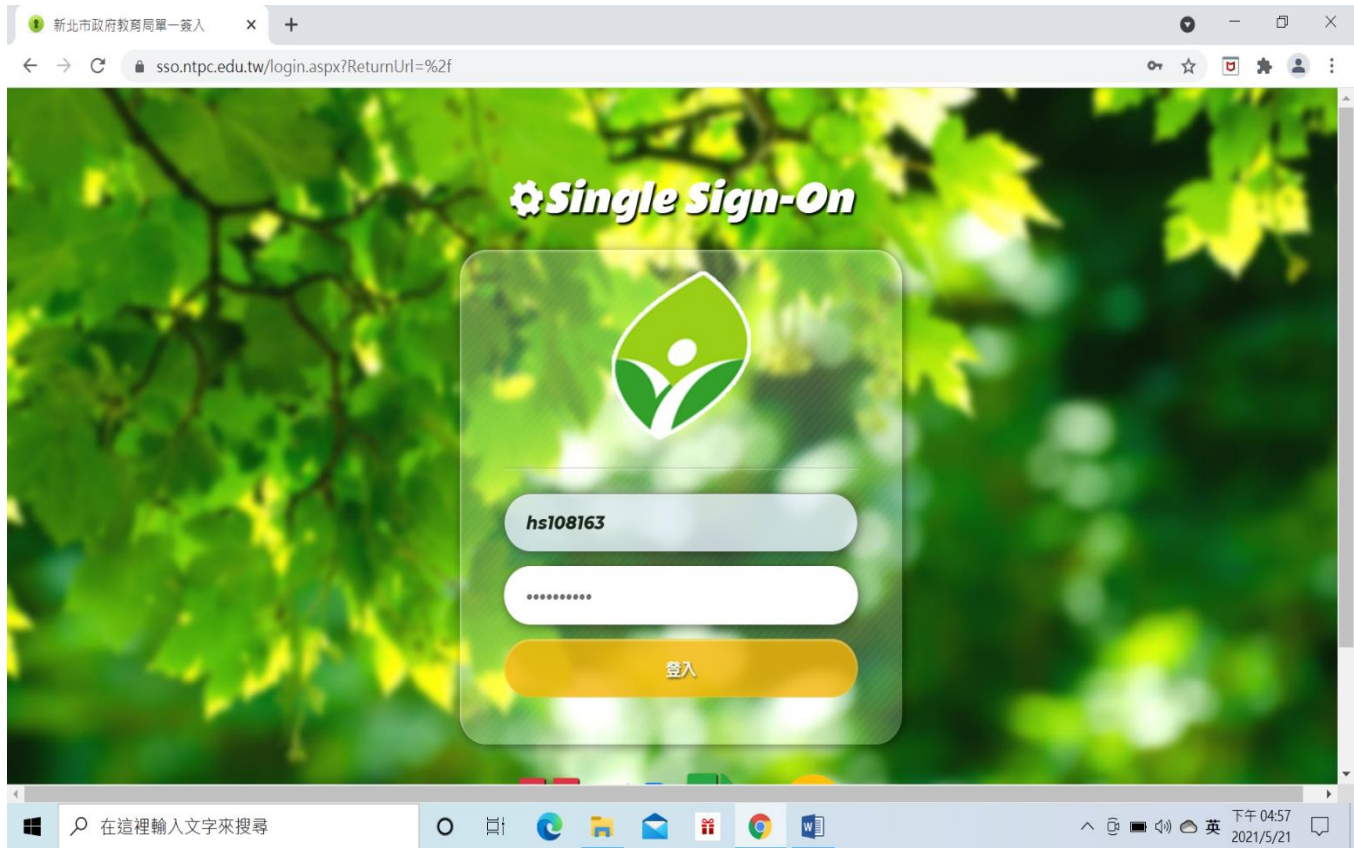 新北市政府教育局單一簽入
sso.ntpc.edu.tw/login.aspx?ReturnUrl=%2f
Single Sign-On
hs108163
••••••••••
登入
在這裡輸入文字來搜尋
英
下午 04:57
2021/5/21